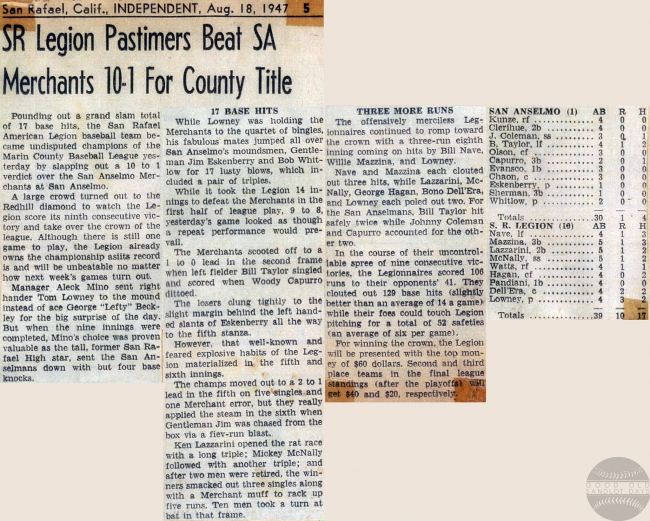 San Rafael, Calif., INDEPENDENT, Aug. 18, 1947 5
SR Legion Pastimers Beat SA
Merchants 10-1 For County Title
Pounding out a grand slam total
of 17 base hits, the San Rafael
American Legion baseball team be-
came undisputed champions of the
Marin County Baseball League yes-
terday by slapping out a 10 to 1
verdict over the San Anselmo Mer-
chants at San Anselmo.
A large crowd turned out to the
Redhill diamond to watch the Le-
gion score its ninth consecutive
victory and take over the crown of the
league. Although there is still one
game to play, the Legion already
owns the championship asiits record
is and will be unbeatable no matter
how next week's games turn out.
Manager Aleck Mino sent right
hander Tom Lowney to the mound
instead of ace George "Lefty" Beck-
ley for the big surprise of the day.
But when the nine innings were
completed, Mino's choice was proven
valuable as the tall, former San Ra-
fael High star, sent the San An-
selmans down with but four base
knocks.
17 BASE HITS
While Lowney was holding the
Merchants to the quartet of bingles,
his fabulous mates jumped all over
San Anselmo's moundsmen, Gentle-
man Jim Eskenberry and Bob Whit-
low for 17 lusty blows, which in-
cluded a pair of triples.
While it took the Legion 14 in-
nings to defeat the Merchants in the
first half of league play, 9 to 8,
yesterday's game looked as though
a repeat performance would pre-
vail.
The Merchants scooted off to a
1 to 0 lead in the second frame
when left fielder Bill Taylor singled
and scored when Woody Capurro
dittoed.
The losers clung tightly to the
slight margin behind the left hand-
ed slants of Eskenberry all the way
to the fifth stanza.
However, that well-known and
feared explosive habits of the Leg-
ion materialized in the fifth and
sixth innings.
The champs moved out to a 2 to 1
lead in the fifth on five singles and
one Merchant error, but they really
applied the steam in the sixth when
Gentleman Jim was chased from the
box via a fiev-run blast.
Ken Lazzarini opened the rat race
with a long triple; Mickey McNally
followed with another triple; and
after two men were retired, the win-
ners smacked out three singles along
with a Merchant muff to rack up
five runs. Ten men took a turn at
bat in that frame.
THREE MORE RUNS
The offensively merciless Leg-
ionnaires continued to romp toward
the crown with a three-run eighth
inning coming on hits by Bill Nave,
Willie Mazzina, and Lowney.
Nave and Mazzina each clouted
out three hits, while Lazzarini, Mc-
Nally, George Hagan, Bono Dell'Era,
and Lowney each poled out two. For
the San Anselmans, Bill Taylor hit
safely twice while Johnny Coleman
and Capurro accounted for the oth-
er two.
In the course of their uncontrol-
table spree of nine consecutive vic-
tories, the Legionnaires scored 106
runs to their opponents' 41. They
clouted out 129 base hits (slightly
better than an average of 14 a game)
while their foes could touch Legion
pitching for a total of 52 safeties
(an average of six per game).
For winning the crown, the Legion
will be presented with the top mon-
ey of $60 dollars. Second and third
place teams in the final league
standings (after the playoffs) will
get $40 and $20, respectively.
SAN ANSELMO (1) AB R H
Kunze, rf 4 0 0
Clerihue, 2b 4 0 0
J. Coleman, ss 3 0 1
B. Taylor, lf 4 1 2
Olson, cf 4 0 0
Capurro, 3b 2 0 1
Evansco, 1b 3 0 0
Chaon, c 3 0 0
Eskenberry, p 1 0 0
Sherman, 3b 0 0 0
Whitlow, p 2 0 0
Totals 30 1 4
S. R. LEGION (10) AB R H
Nave, lf 5 1 3
Mazzina, 3b 5 1 3
Lazzarini, 2b 5 1 2
McNally, ss 5 1 2
Watts, rf 4 1 1
Hagan, cf 4 0 2
Pandiani, 1b 4 0 0
Dell'Era, c 4 2 2
Lowney, p 4 3 2
Totals 39 10 17
GOOD OLD
SANDLOT DAYS